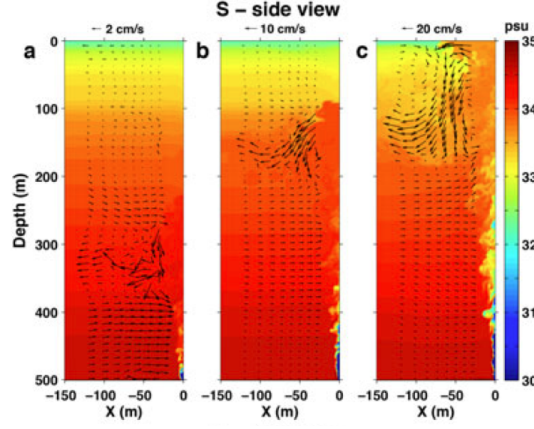 S – side view
← 2 cm/s
← 10 cm/s
← 20 cm/s
psu
a
b
c
0
100
200
300
400
500
Depth (m)
−150 −100 −50 0
−150 −100 −50 0
−150 −100 −50 0
X (m)
X (m)
X (m)
35
34
33
32
31
30